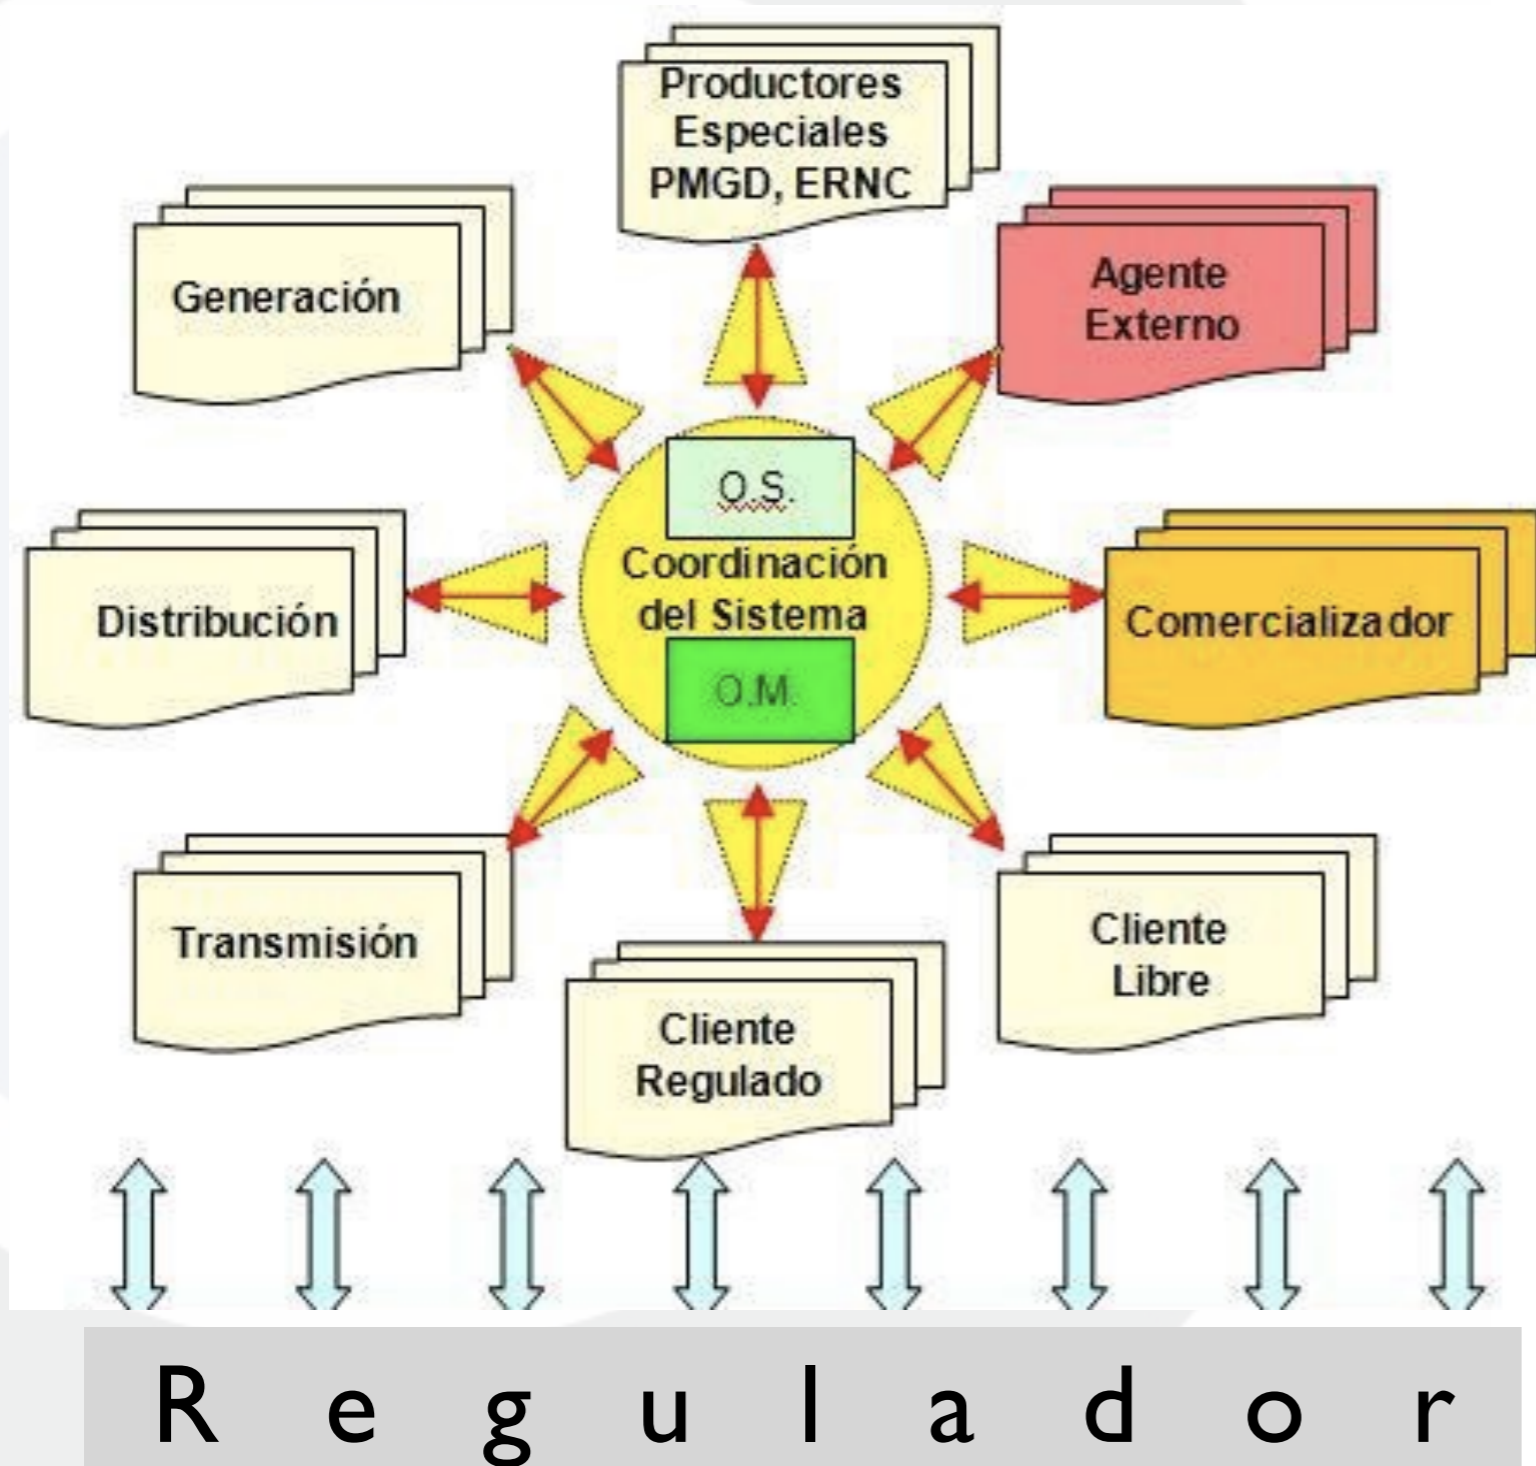 Productores
Especiales
PMGD, ERNC
Generación
Agente
Externo
O.S.
Coordinación
del Sistema
O.M.
Distribución
Comercializador
Transmisión
Cliente
Libre
Cliente
Regulado
R e g u l a d o r